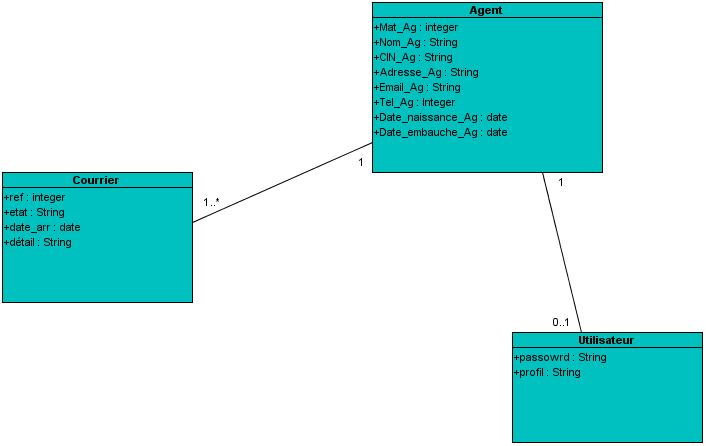 Agent
+Mat_Ag : integer
+Nom_Ag : String
+CIN_Ag : String
+Adresse_Ag : String
+Email_Ag : String
+Tel_Ag : Integer
+Date_naissance_Ag : date
+Date_embauche_Ag : date
1
1
1..*
Courrier
+ref : integer
+etat : String
+date_arr : date
+détail : String
0..1
Utilisateur
+passowrd : String
+profil : String